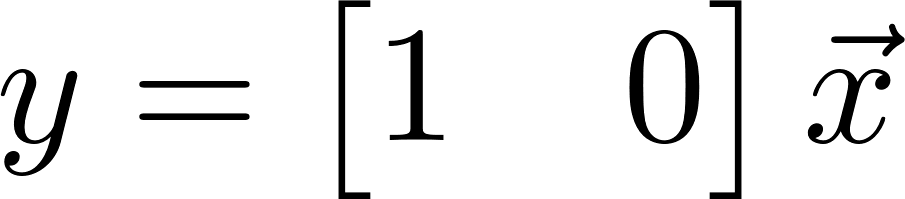 y = [1 0] x⃗